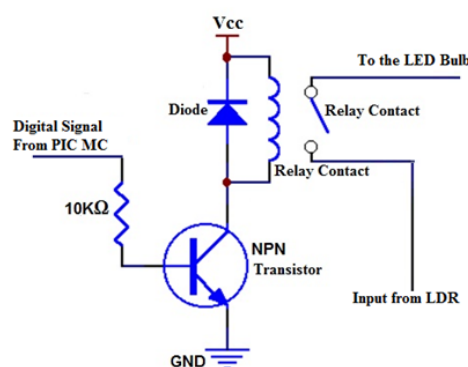 Vcc
To the LED Bulb
Diode
Relay Contact
Digital Signal
From PIC MC
Relay Contact
10KΩ
NPN
Transistor
Input from LDR
GND